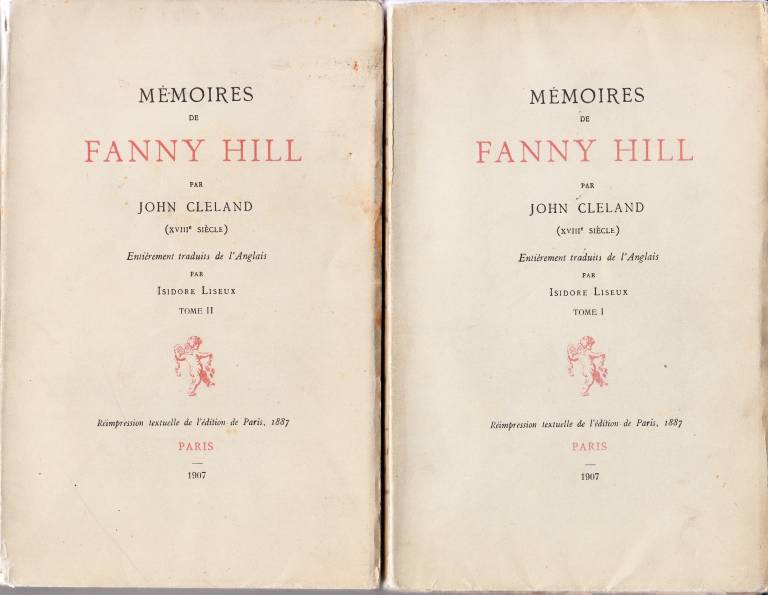 MÉMOIRES
DE
FANNY HILL
PAR
JOHN CLELAND
(XVIIIe SIÈCLE)
Entièrement traduits de l'Anglais
PAR
ISIDORE LISEUX
TOME II
Réimpression textuelle de l'édition de Paris, 1887
PARIS
1907
MÉMOIRES
DE
FANNY HILL
PAR
JOHN CLELAND
(XVIIIe SIÈCLE)
Entièrement traduits de l'Anglais
PAR
ISIDORE LISEUX
TOME I
Réimpression textuelle de l'édition de Paris, 1887
PARIS
1907